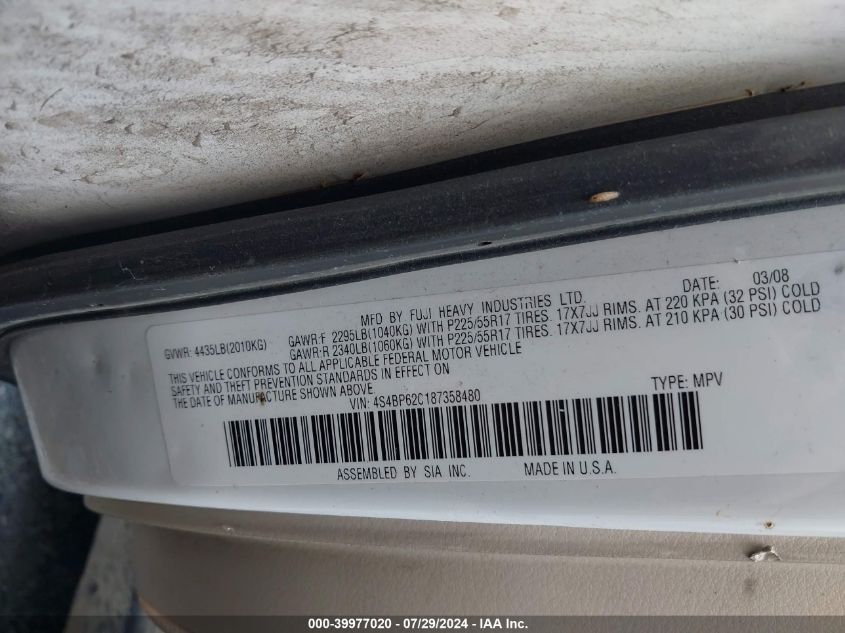 MFD BY FUJI HEAVY INDUSTRIES LTD. DATE: 03/08
GVWR: 4435LB(2010KG) GAWR:F 2295LB(1040KG) WITH P225/55R17 TIRES. 17X7JJ RIMS. AT 220 KPA (32 PSI) COLD
GAWR:R 2340LB(1060KG) WITH P225/55R17 TIRES. 17X7JJ RIMS. AT 210 KPA (30 PSI) COLD
THIS VEHICLE CONFORMS TO ALL APPLICABLE FEDERAL MOTOR VEHICLE
SAFETY AND THEFT PREVENTION STANDARDS IN EFFECT ON
THE DATE OF MANUFACTURE SHOWN ABOVE
VIN: 4S4BP62C187358480 TYPE: MPV
ASSEMBLED BY SIA INC. MADE IN U.S.A.
000-39977020 - 07/29/2024 - IAA Inc.